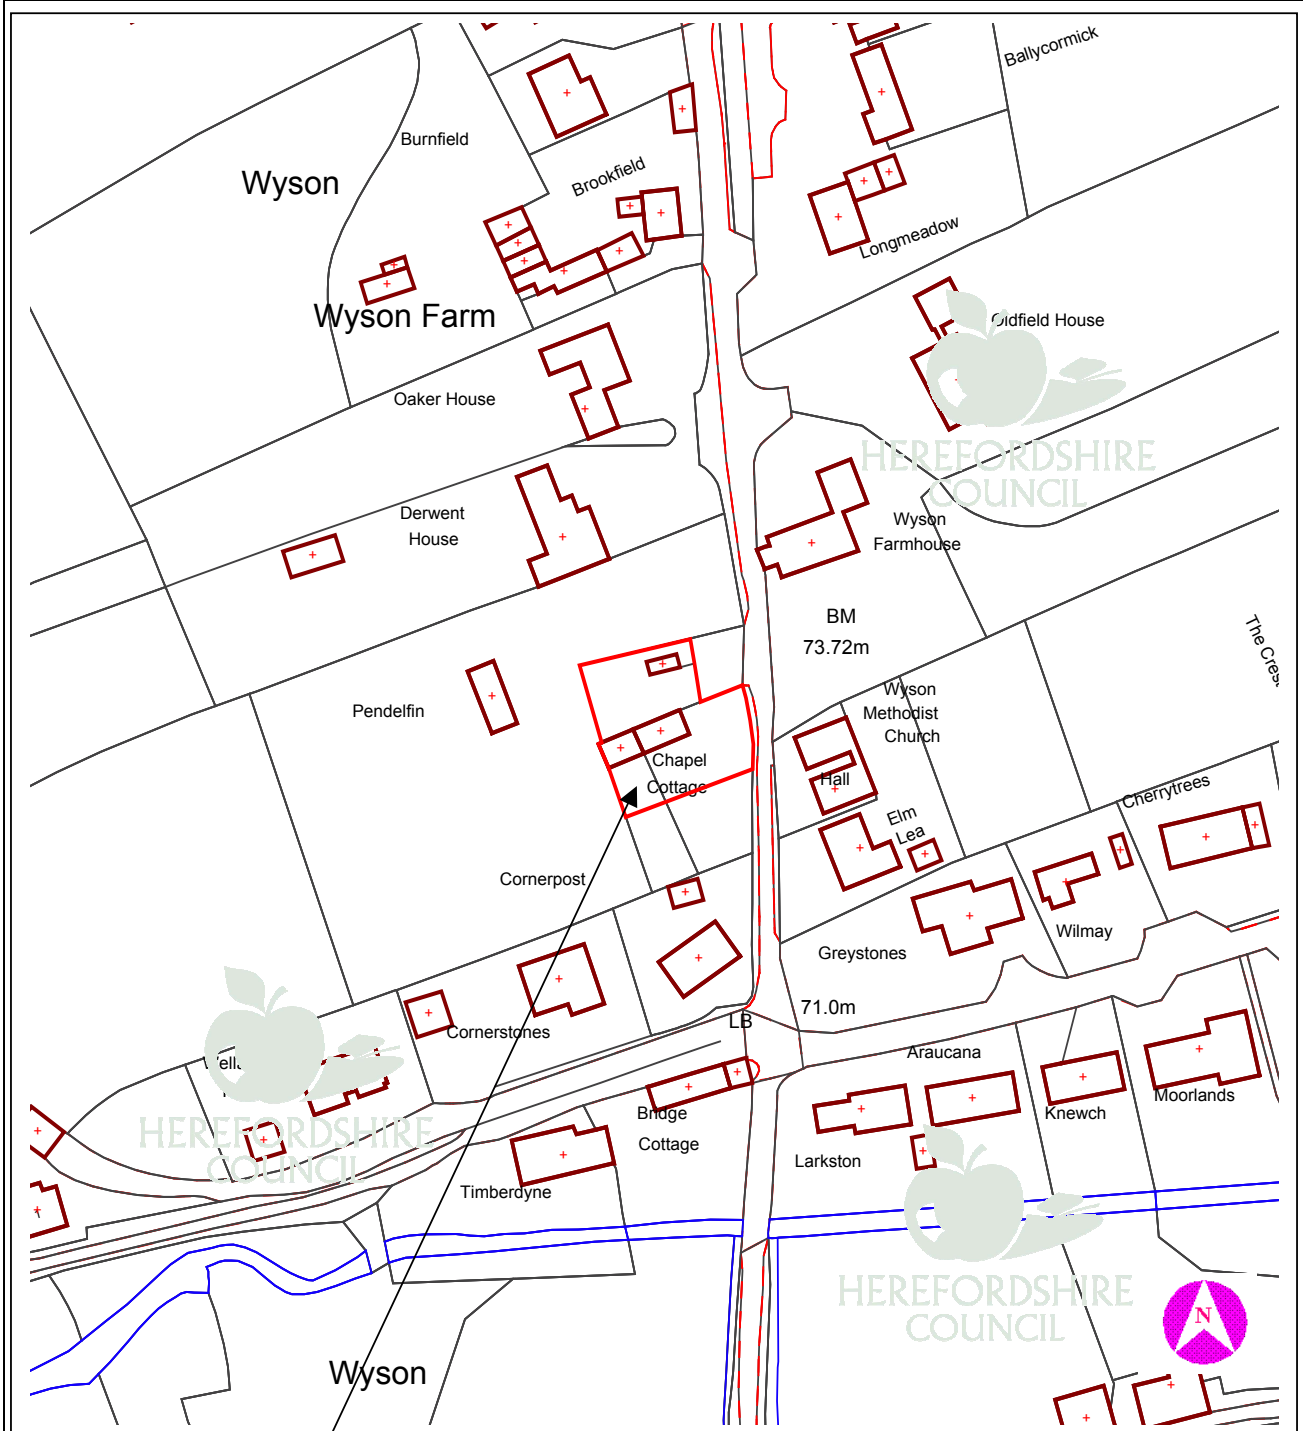 Ballycormick
Burnfield
Wyson
Brookfield
Longmeadow
Wyson Farm
Oldfield House
Oaker House
HEREFORDSHIRE
COUNCIL
Derwent
House
Wyson
Farmhouse
BM
73.72m
The Cres
Pendelfin
Wyson
Methodist
Church
Chapel
Cottage
Hall
Cherrytrees
Elm
Lea
Cornerpost
Wilmay
Greystones
71.0m
LB
Cornerstones
Araucana
Bridge
Cottage
Knewch
Moorlands
HEREFORDSHIRE
COUNCIL
Larkston
Timberdyne
HEREFORDSHIRE
COUNCIL
N
Wyson